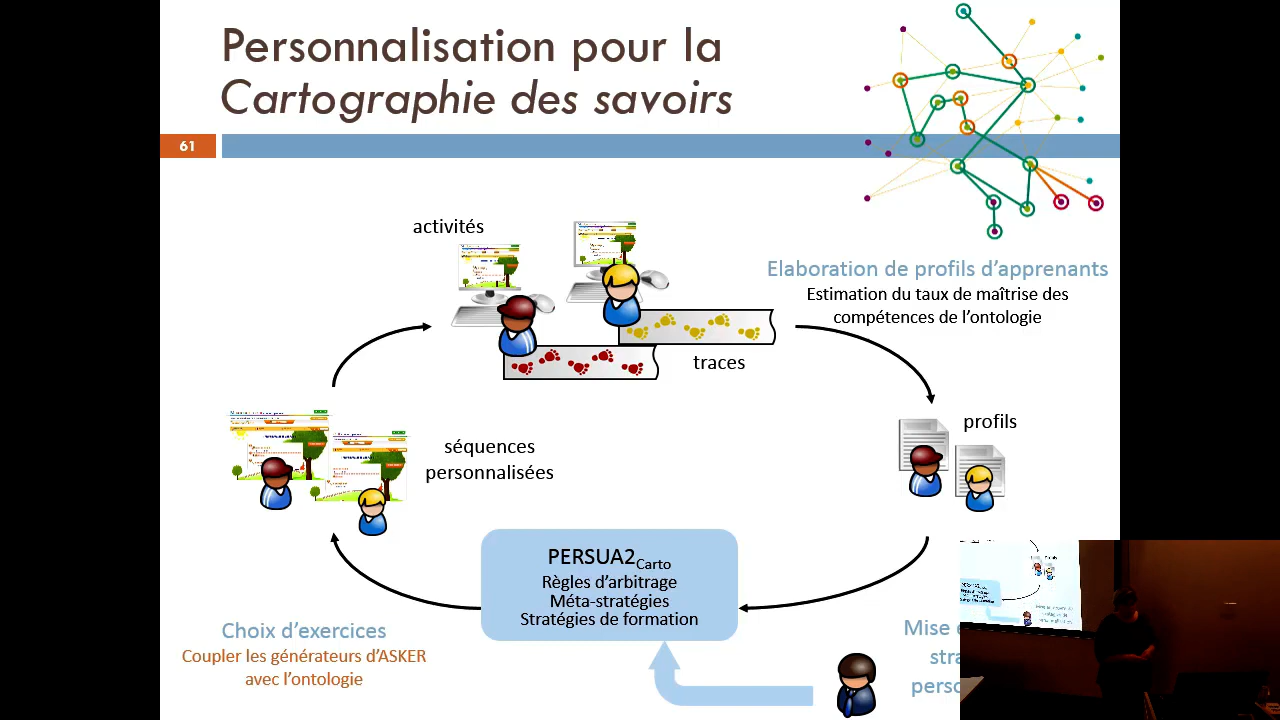 Personnalisation pour la
Cartographie des savoirs
61
activités
Elaboration de profils d'apprenants
Estimation du taux de maîtrise des
compétences de l'ontologie
traces
profils
séquences
personnalisées
PERSUA2Carto
Règles d'arbitrage
Méta-stratégies
Stratégies de formation
Choix d'exercices
Coupler les générateurs d'ASKER
avec l'ontologie
Mise